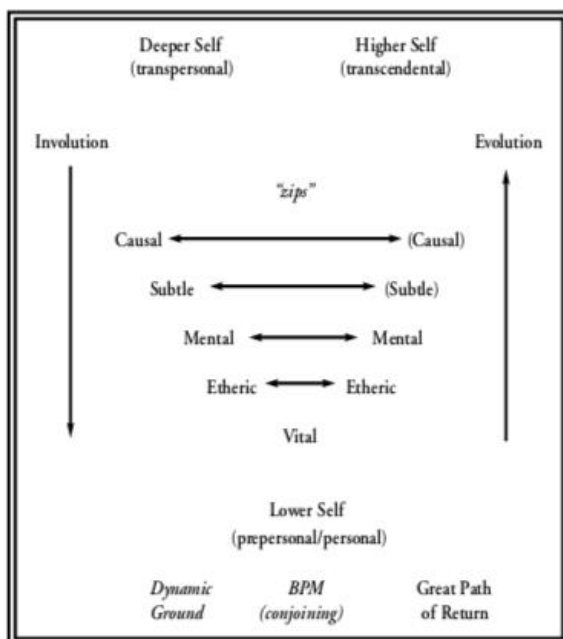 Deeper Self Higher Self
(transpersonal) (transcendental)
Involution Evolution
“zips”
Causal (Causal)
Subtle (Subtle)
Mental Mental
Etheric Etheric
Vital
Lower Self
(prepersonal/personal)
Dynamic BPM Great Path
Ground (conjoining) of Return